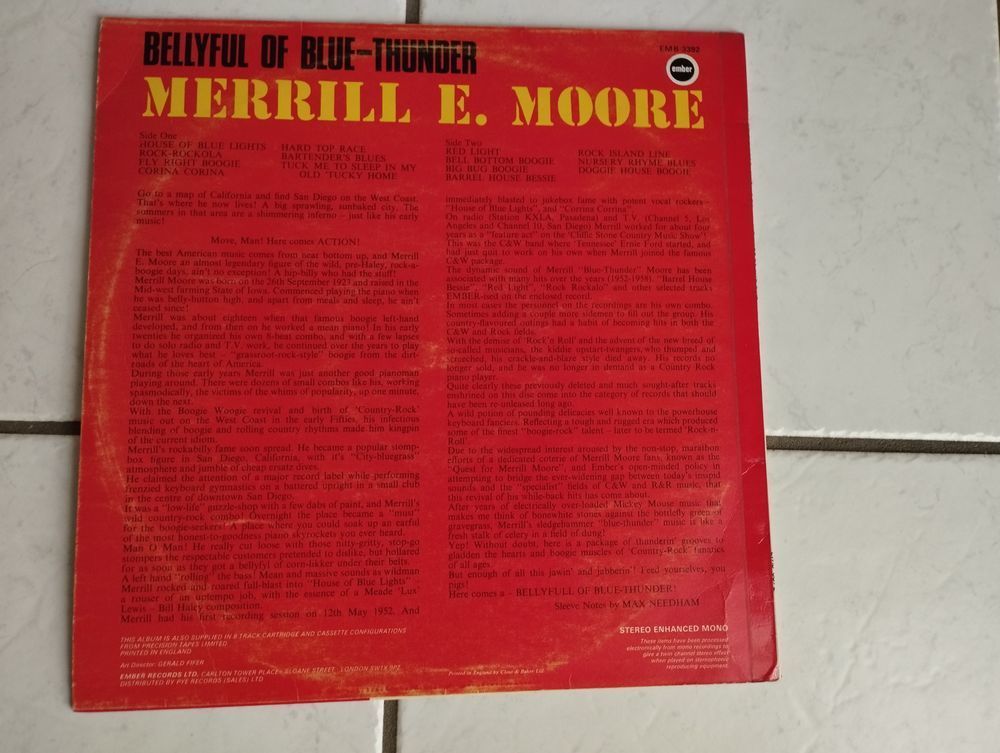 BELLYFUL OF BLUE-THUNDER
EMB 3392
ember
MERRILL E. MOORE
Side One
HOUSE OF BLUE LIGHTS
ROCK-ROCKOLA
FLY RIGHT BOOGIE
CORINA CORINA
HARD TOP RACE
BARTENDER'S BLUES
TUCK ME TO SLEEP IN MY
OLD 'TUCKY HOME
Side Two
RED LIGHT
BELL BOTTOM BOOGIE
BIG BUG BOOGIE
BARREL HOUSE BESSIE
ROCK ISLAND LINE
NURSERY RHYME BLUES
DOGGIE HOUSE BOOGIE
Go to a map of California and find San Diego on the West Coast.
That's where he now lives! A big sprawling, sunbaked city. The
summers in that area are a shimmering inferno – just like his early
music!
Move, Man! Here comes ACTION!
The best American music comes from near bottom up, and Merrill
E. Moore an almost legendary figure of the wild, pre-Haley, rock-a-
boogie days, ain't no exception! A hip-billy who had the stuff!
Merrill Moore was born on the 26th September 1923 and raised in the
Mid-west farming State of Iowa. Commenced playing the piano when
he was belly-button high, and apart from meals and sleep, he ain't
ceased since!
Merrill was about eighteen when that famous boogie left-hand
developed, and from then on he worked a mean piano! In his early
twenties he organized his own 8-beat combo, and with a few lapses
to do solo radio and T.V. work, he continued over the years to play
what he loves best – "grassroot-rock-style" boogie from the dirt-
roads of the heart of America.
During those early years Merrill was just another good pianoman
playing around. There were dozens of small combos like his, working
spasmodically, the victims of the whims of popularity, up one minute,
down the next.
With the Boogie Woogie revival and birth of 'Country-Rock'
music out on the West Coast in the early Fifties, his infectious
blending of boogie and rolling country rhythms made him kingpin
of the current idiom.
Merrill's rockabilly fame soon spread. He became a popular stomp-
box figure in San Diego, California, with it's "City-bluegrass"
atmosphere and jumble of cheap ersatz dives.
He claimed the attention of a major record label while performing
frenzied keyboard gymnastics on a battered upright in a small club
in the centre of downtown San Diego.
It was a "low-life" guzzle-shop with a few dabs of paint, and Merrill's
wild country-rock combo! Overnight the place became a "must"
for the boogie-seekers! A place where you could soak up an earful
of the most honest-to-goodness piano skyrockets you ever heard.
Man O'Man! He really cut loose with those nitty-gritty, stop-go
stompers the respectable customers pretended to dislike, but hollared
for as soon as they got a bellyful of corn-likker under their belts.
A left hand "rolling" the bass! Mean and massive sounds as wildman
Merrill rocked and roared full-blast into "House of Blue Lights" –
a rouser of an uptempo job, with the essence of a Meade 'Lux'
Lewis – Bill Haley composition.
Merrill had his first recording session on 12th May 1952. And
immediately blasted to jukebox fame with potent vocal rockers –
"House of Blue Lights", and "Corinna Corrina".
On radio (Station KXLA, Pasadena) and T.V. (Channel 5, Los
Angeles and Channel 10, San Diego) Merrill worked for about four
years as a "feature act" on the 'Cliffie Stone Country Music Show'!
This was the C&W band where 'Tennessee' Ernie Ford started, and
had just quit to work on his own when Merrill joined the famous
C&W package.
The dynamic sound of Merrill "Blue-Thunder" Moore has been
associated with many hits over the years (1952-1958). "Barrel House
Bessie", "Red Light", "Rock Rockalo" and other selected tracks
EMBER-ised on the enclosed record.
In most cases the personnel on the recordings are his own combo.
Sometimes adding a couple more sidemen to fill out the group. His
country-flavoured outings had a habit of becoming hits in both the
C&W and Rock fields.
With the demise of 'Rock'n Roll' and the advent of the new breed of
so-called musicians, the kiddie upstart-twangers, who thumped and
screeched, his crackle-and-blaze style died away. His records no
longer sold, and he was no longer in demand as a Country Rock
piano player.
Quite clearly these previously deleted and much sought-after tracks
enshrined on this disc come into the category of records that should
have been re-unleased long ago.
A wild potion of pounding delicacies well known to the powerhouse
keyboard fanciers. Reflecting a tough and rugged era which produced
some of the finest "boogie-rock" talent – later to be termed 'Rock-n-
Roll'.
Due to the widespread interest aroused by the non-stop, marathon
efforts of a dedicated coterie of Merrill Moore fans, known as the
"Quest for Merrill Moore", and Ember's open-minded policy in
attempting to bridge the ever-widening gap between today's insipid
sounds and the "specialist" fields of C&W and R&R music, that
this revival of his while-back hits has come about.
After years of electrically over-loaded Mickey Mouse music that
makes me think of bonewhite stones against the bottlefly green of
gravegrass, Merrill's sledgehammer "blue-thunder" music is like a
fresh stalk of celery in a field of dung!
Yep! Without doubt, here is a package of thunderin' grooves to
gladden the hearts and boogie muscles of 'Country-Rock' fanatics
of all ages.
But enough of all this jawin' and jabberin'! Feed yourselves, you
pigs!
Here comes a – BELLYFULL OF BLUE-THUNDER!
Sleeve Notes by MAX NEEDHAM
THIS ALBUM IS ALSO SUPPLIED IN 8 TRACK CARTRIDGE AND CASSETTE CONFIGURATIONS
FROM PRECISION TAPES LIMITED
PRINTED IN ENGLAND
Art Director: GERALD FIFER
EMBER RECORDS LTD, CARLTON TOWER PLACE · SLOANE STREET · LONDON SW1X 9PZ
DISTRIBUTED BY PYE RECORDS (SALES) LTD
Printed in England by Clout & Baker Ltd.
STEREO ENHANCED MONO
These items have been processed
electronically from mono recordings to
give a twin channel Stereo effect
when played on stereophonic
reproducing equipment.